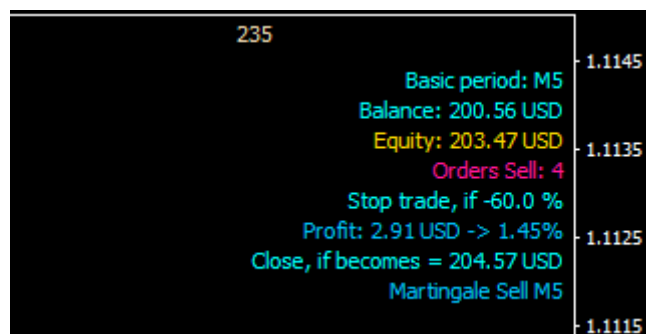 235
1.1145
Basic period: M5
Balance: 200.56 USD
Equity: 203.47 USD
1.1135
Orders Sell: 4
Stop trade, if -60.0 %
Profit: 2.91 USD -> 1.45%
1.1125
Close, if becomes = 204.57 USD
Martingale Sell M5
1.1115